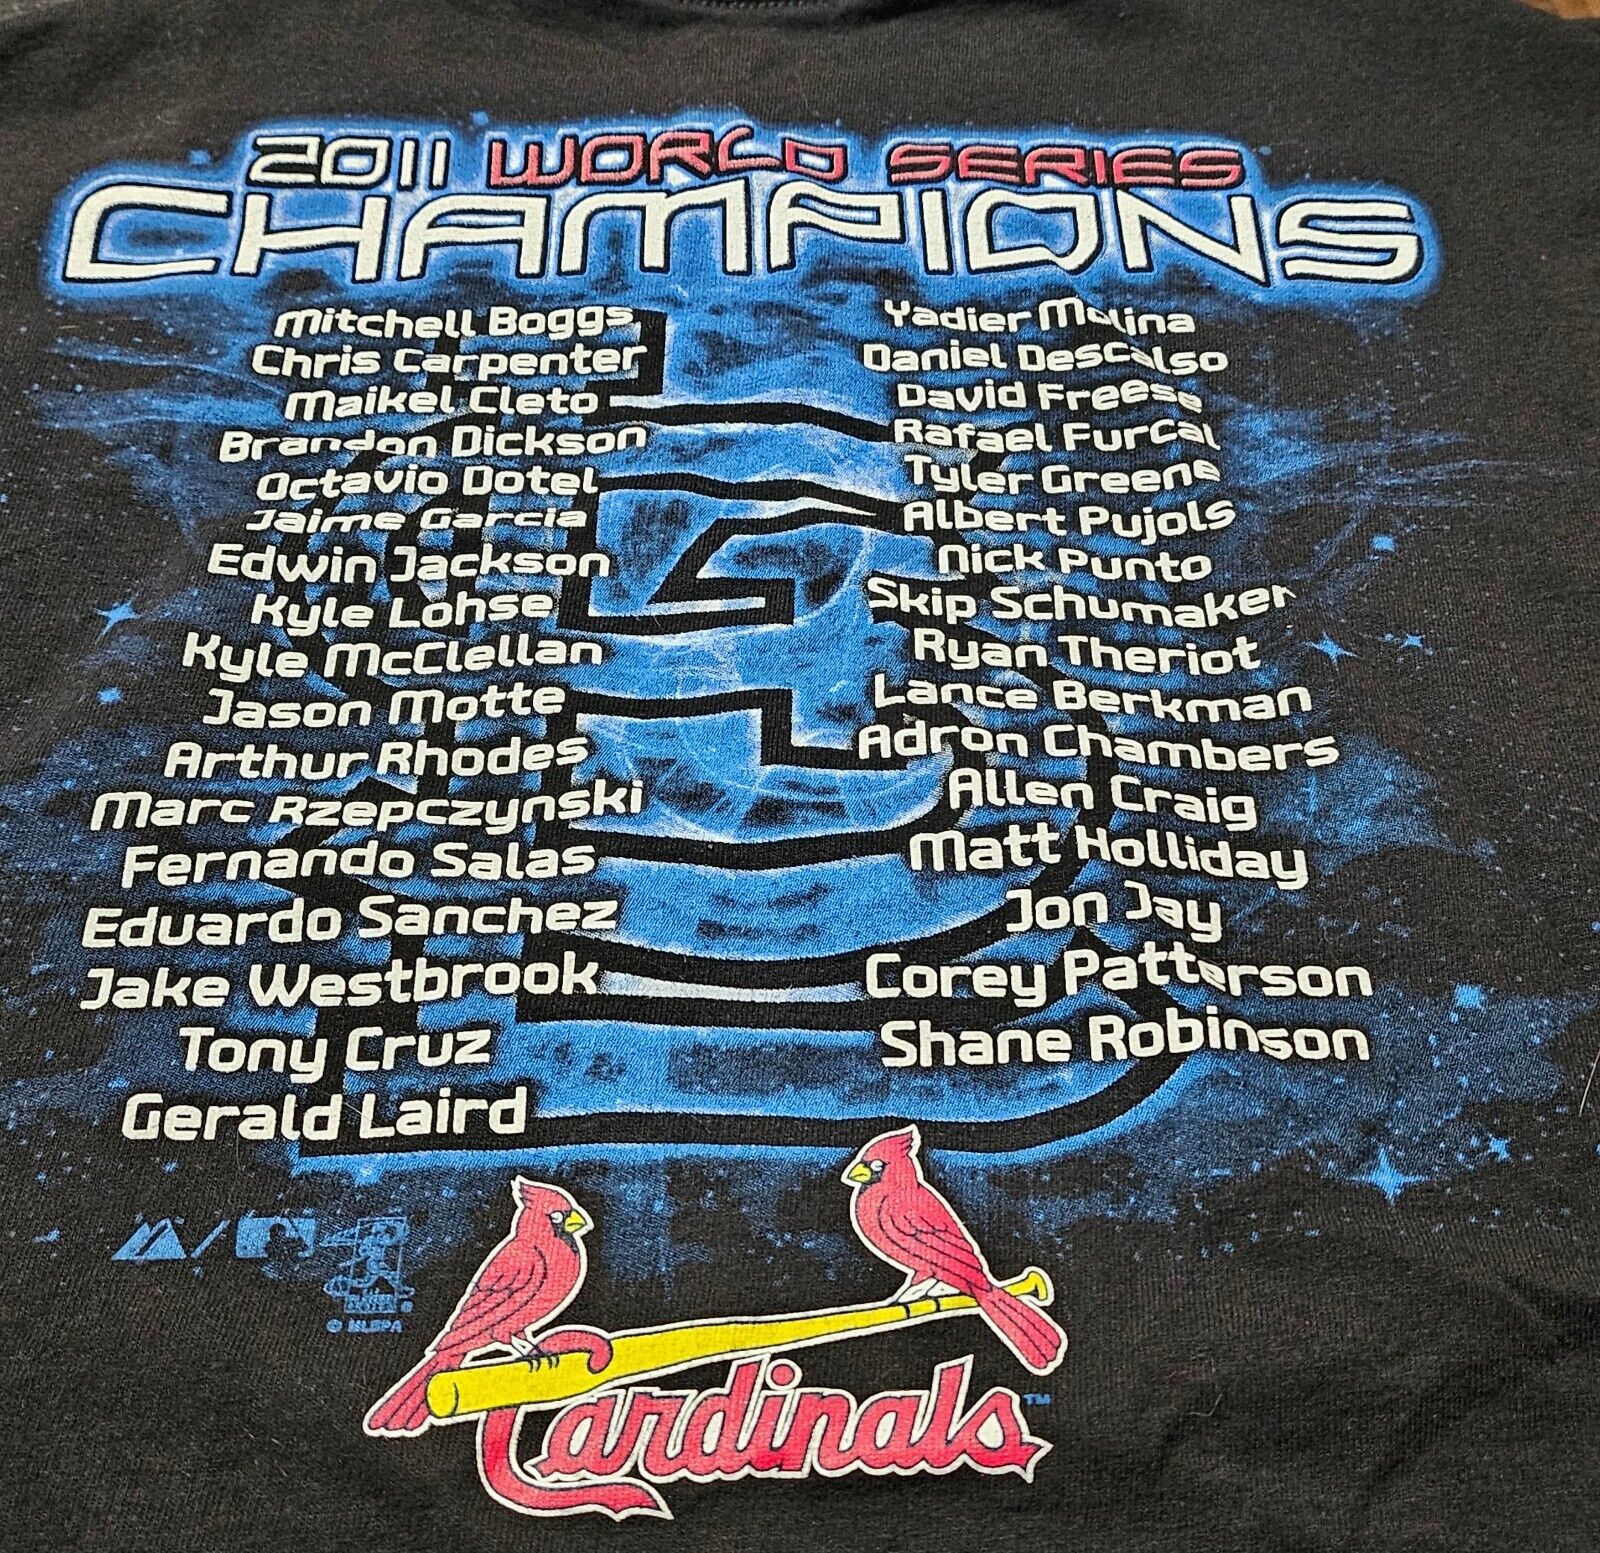 2011 WORLD SERIES
CHAMPIONS
Mitchell Boggs
Chris Carpenter
Maikel Cleto
Brandon Dickson
Octavio Dotel
Jaime Garcia
Edwin Jackson
Kyle Lohse
Kyle McClellan
Jason Motte
Arthur Rhodes
Marc Rzepczynski
Fernando Salas
Eduardo Sanchez
Jake Westbrook
Tony Cruz
Gerald Laird
Yadier Molina
Daniel Descalso
David Freese
Rafael Furcal
Tyler Greene
Albert Pujols
Nick Punto
Skip Schumaker
Ryan Theriot
Lance Berkman
Adron Chambers
Allen Craig
Matt Holliday
Jon Jay
Corey Patterson
Shane Robinson
© MLBPA
Cardinals™